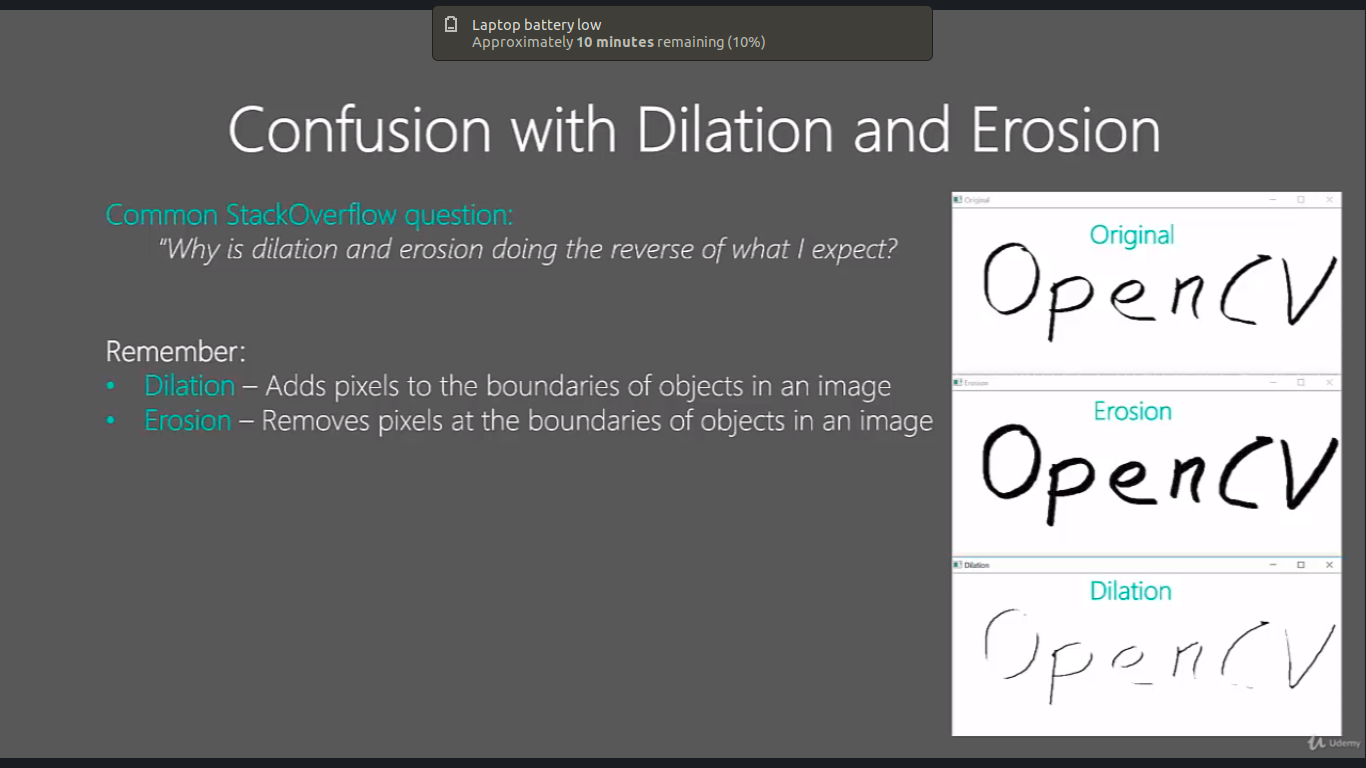 Laptop battery low
Approximately 10 minutes remaining (10%)
Confusion with Dilation and Erosion
Common StackOverflow question:
"Why is dilation and erosion doing the reverse of what I expect?
Remember:
• Dilation – Adds pixels to the boundaries of objects in an image
• Erosion – Removes pixels at the boundaries of objects in an image
Original
Original
OpenCV
Erosion
Erosion
OpenCV
Dilation
Dilation
OpenCV
Udemy